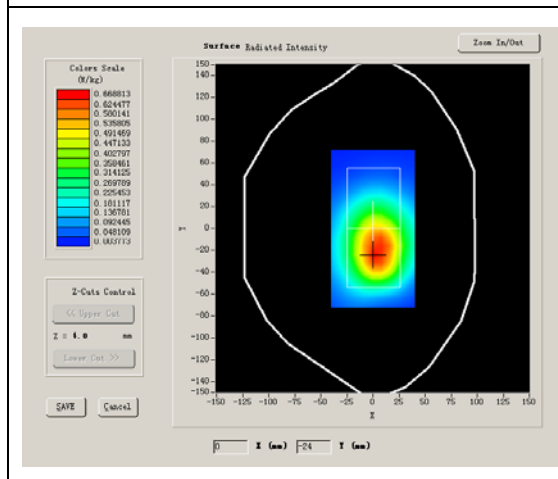 Surface Radiated Intensity
Zoom In/Out
Colors Scale
(W/kg)
0.668813
0.624477
0.580141
0.535805
0.491469
0.447133
0.402797
0.358461
0.314125
0.269789
0.225453
0.181117
0.136781
0.092445
0.048109
0.003773
Z-Cuts Control
<< Upper Cut
Z = 4.0 mm
Lower Cut >>
SAVE
Cancel
150
140
120
100
80
60
40
20
0
-20
-40
-60
-80
-100
-120
-140
-150
Y
-150 -125 -100 -75 -50 -25 0 25 50 75 100 125 150
X
0 X (mm) -24 Y (mm)